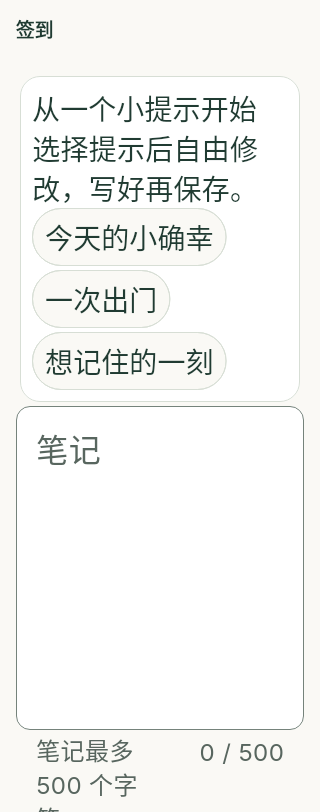 签到
从一个小提示开始
选择提示后自由修
改，写好再保存。
今天的小确幸
一次出门
想记住的一刻
笔记
笔记最多 0 / 500
500 个字